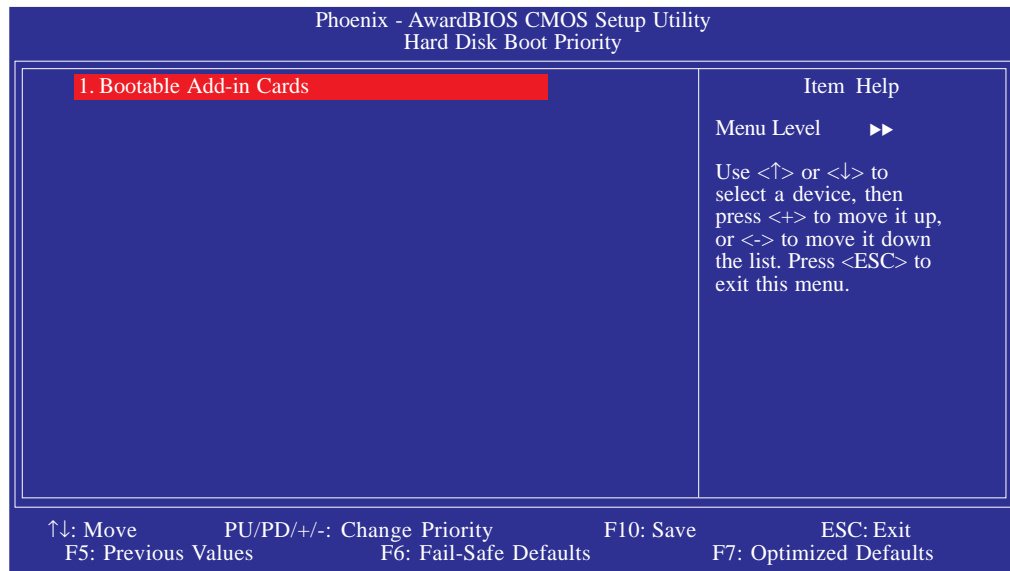 Phoenix - AwardBIOS CMOS Setup Utility
Hard Disk Boot Priority
1. Bootable Add-in Cards
Item Help
Menu Level ▶▶
Use <↑> or <↓> to
select a device, then
press <+> to move it up,
or <-> to move it down
the list. Press <ESC> to
exit this menu.
↑↓: Move PU/PD/+/-: Change Priority F10: Save ESC: Exit
F5: Previous Values F6: Fail-Safe Defaults F7: Optimized Defaults